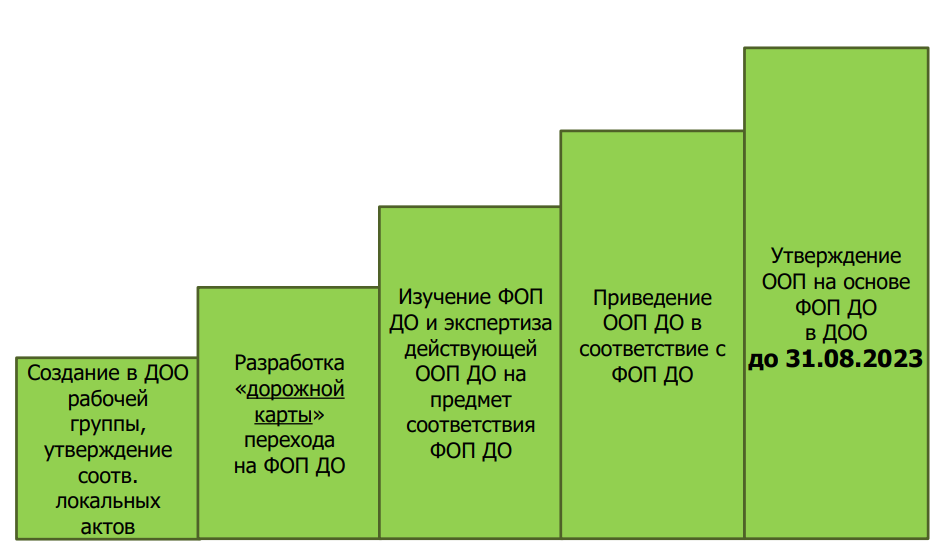 Создание в ДОО
рабочей
группы,
утверждение
соотв.
локальных
актов
Разработка
«дорожной
карты»
перехода
на ФОП ДО
Изучение ФОП
ДО и экспертиза
действующей
ООП ДО на
предмет
соответствия
ФОП ДО
Приведение
ООП ДО в
соответствие с
ФОП ДО
Утверждение
ООП на основе
ФОП ДО
в ДОО
до 31.08.2023